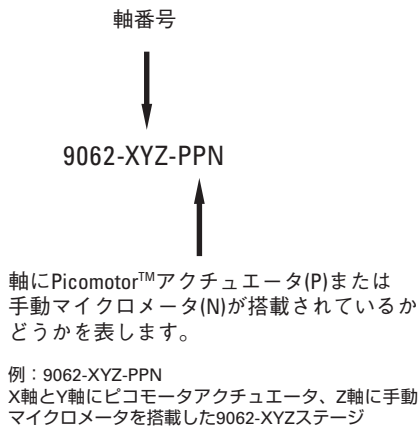 軸番号
9062-XYZ-PPN
軸にPicomotor™アクチュエータ(P)または
手動マイクロメータ(N)が搭載されているか
どうかを表します。
例：9062-XYZ-PPN
X軸とY軸にピコモータアクチュエータ、Z軸に手動
マイクロメータを搭載した9062-XYZステージ